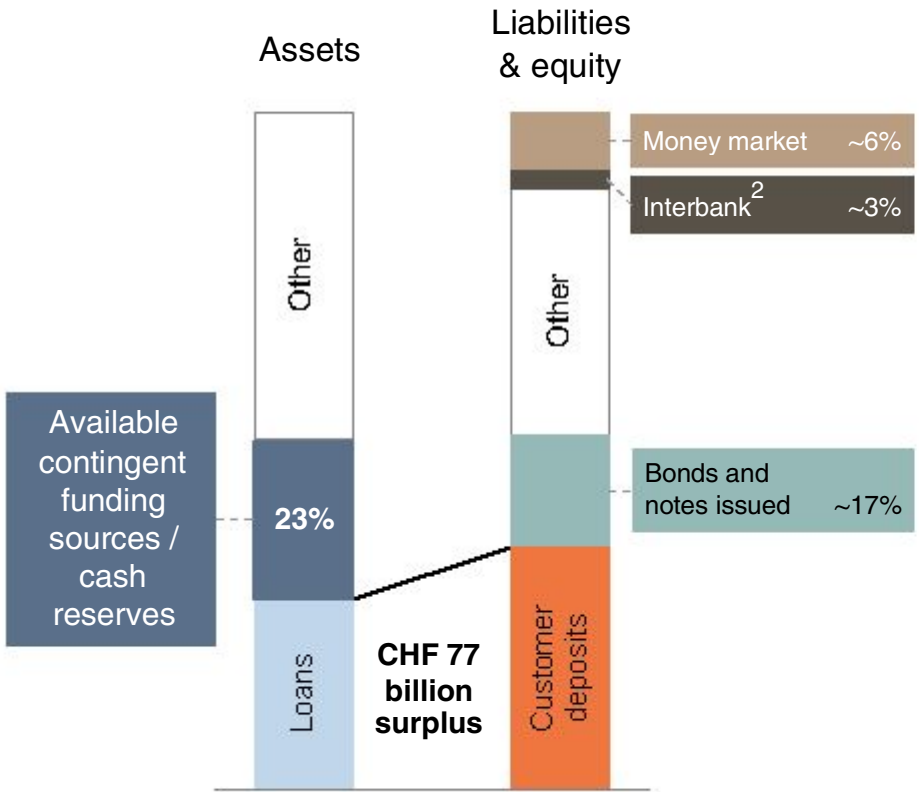 Assets
Liabilities
& equity
Other
Available
contingent
funding
sources /
cash
reserves
23%
Loans
CHF 77
billion
surplus
Money market ~6%
Interbank2 ~3%
Other
Bonds and
notes issued ~17%
Customer
deposits